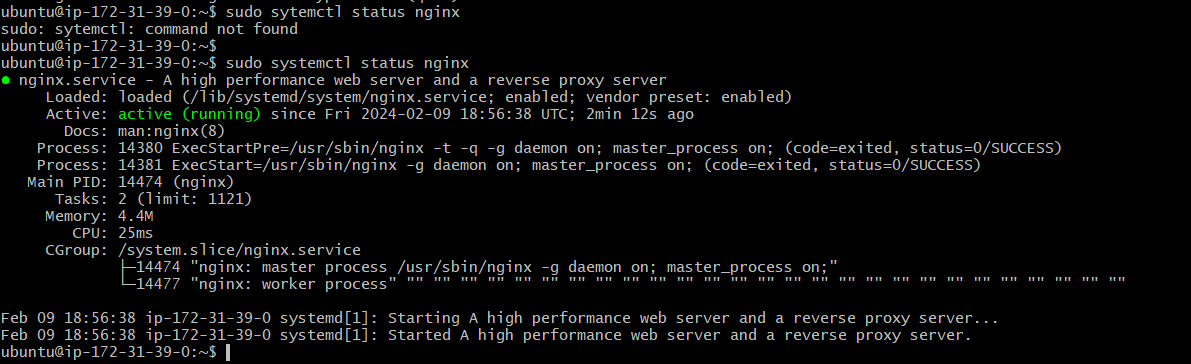 ubuntu@ip-172-31-39-0:~$ sudo sytemctl status nginx
sudo: sytemctl: command not found
ubuntu@ip-172-31-39-0:~$
ubuntu@ip-172-31-39-0:~$ sudo systemctl status nginx
● nginx.service - A high performance web server and a reverse proxy server
Loaded: loaded (/lib/systemd/system/nginx.service; enabled; vendor preset: enabled)
Active: active (running) since Fri 2024-02-09 18:56:38 UTC; 2min 12s ago
Docs: man:nginx(8)
Process: 14380 ExecStartPre=/usr/sbin/nginx -t -q -g daemon on; master_process on; (code=exited, status=0/SUCCESS)
Process: 14381 ExecStart=/usr/sbin/nginx -g daemon on; master_process on; (code=exited, status=0/SUCCESS)
Main PID: 14474 (nginx)
Tasks: 2 (limit: 1121)
Memory: 4.4M
CPU: 25ms
CGroup: /system.slice/nginx.service
├─14474 "nginx: master process /usr/sbin/nginx -g daemon on; master_process on;"
└─14477 "nginx: worker process" "" "" "" "" "" "" "" "" "" "" "" "" "" "" "" "" "" "" "" "" "" "" "" "" "" "" ""
Feb 09 18:56:38 ip-172-31-39-0 systemd[1]: Starting A high performance web server and a reverse proxy server...
Feb 09 18:56:38 ip-172-31-39-0 systemd[1]: Started A high performance web server and a reverse proxy server.
ubuntu@ip-172-31-39-0:~$